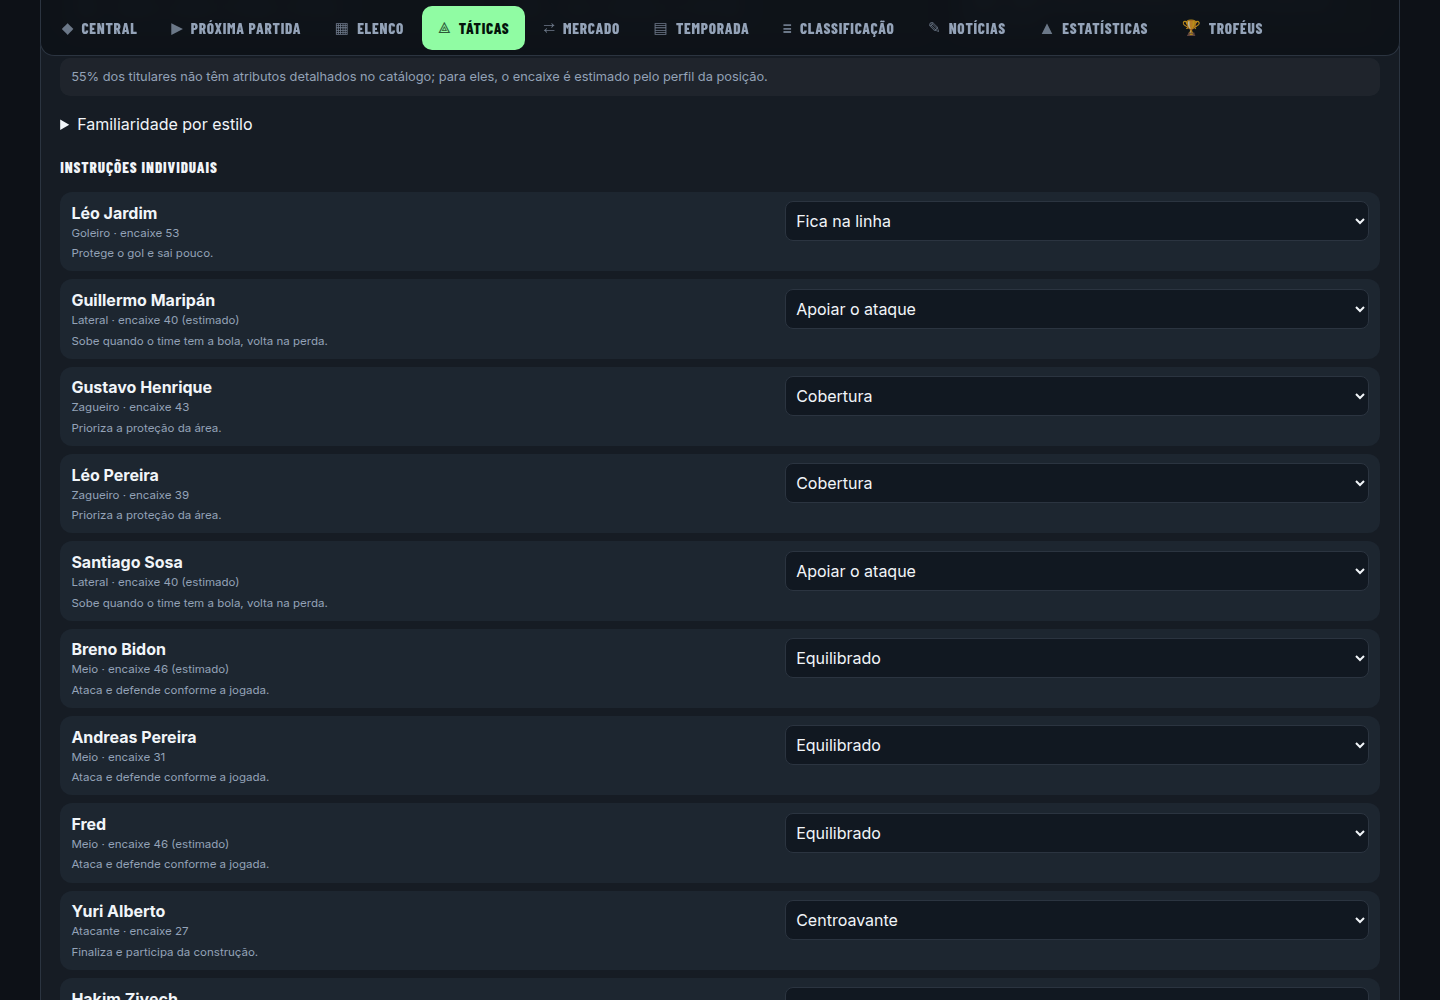 CENTRAL PRÓXIMA PARTIDA ELENCO TÁTICAS MERCADO TEMPORADA CLASSIFICAÇÃO NOTÍCIAS ESTATÍSTICAS TROFÉUS
55% dos titulares não têm atributos detalhados no catálogo; para eles, o encaixe é estimado pelo perfil da posição.
Familiaridade por estilo
INSTRUÇÕES INDIVIDUAIS
Léo Jardim
Goleiro · encaixe 53
Protege o gol e sai pouco.
Fica na linha
Guillermo Maripán
Lateral · encaixe 40 (estimado)
Sobe quando o time tem a bola, volta na perda.
Apoiar o ataque
Gustavo Henrique
Zagueiro · encaixe 43
Prioriza a proteção da área.
Cobertura
Léo Pereira
Zagueiro · encaixe 39
Prioriza a proteção da área.
Cobertura
Santiago Sosa
Lateral · encaixe 40 (estimado)
Sobe quando o time tem a bola, volta na perda.
Apoiar o ataque
Breno Bidon
Meio · encaixe 46 (estimado)
Ataca e defende conforme a jogada.
Equilibrado
Andreas Pereira
Meio · encaixe 31
Ataca e defende conforme a jogada.
Equilibrado
Fred
Meio · encaixe 46 (estimado)
Ataca e defende conforme a jogada.
Equilibrado
Yuri Alberto
Atacante · encaixe 27
Finaliza e participa da construção.
Centroavante
Hakim Ziyech